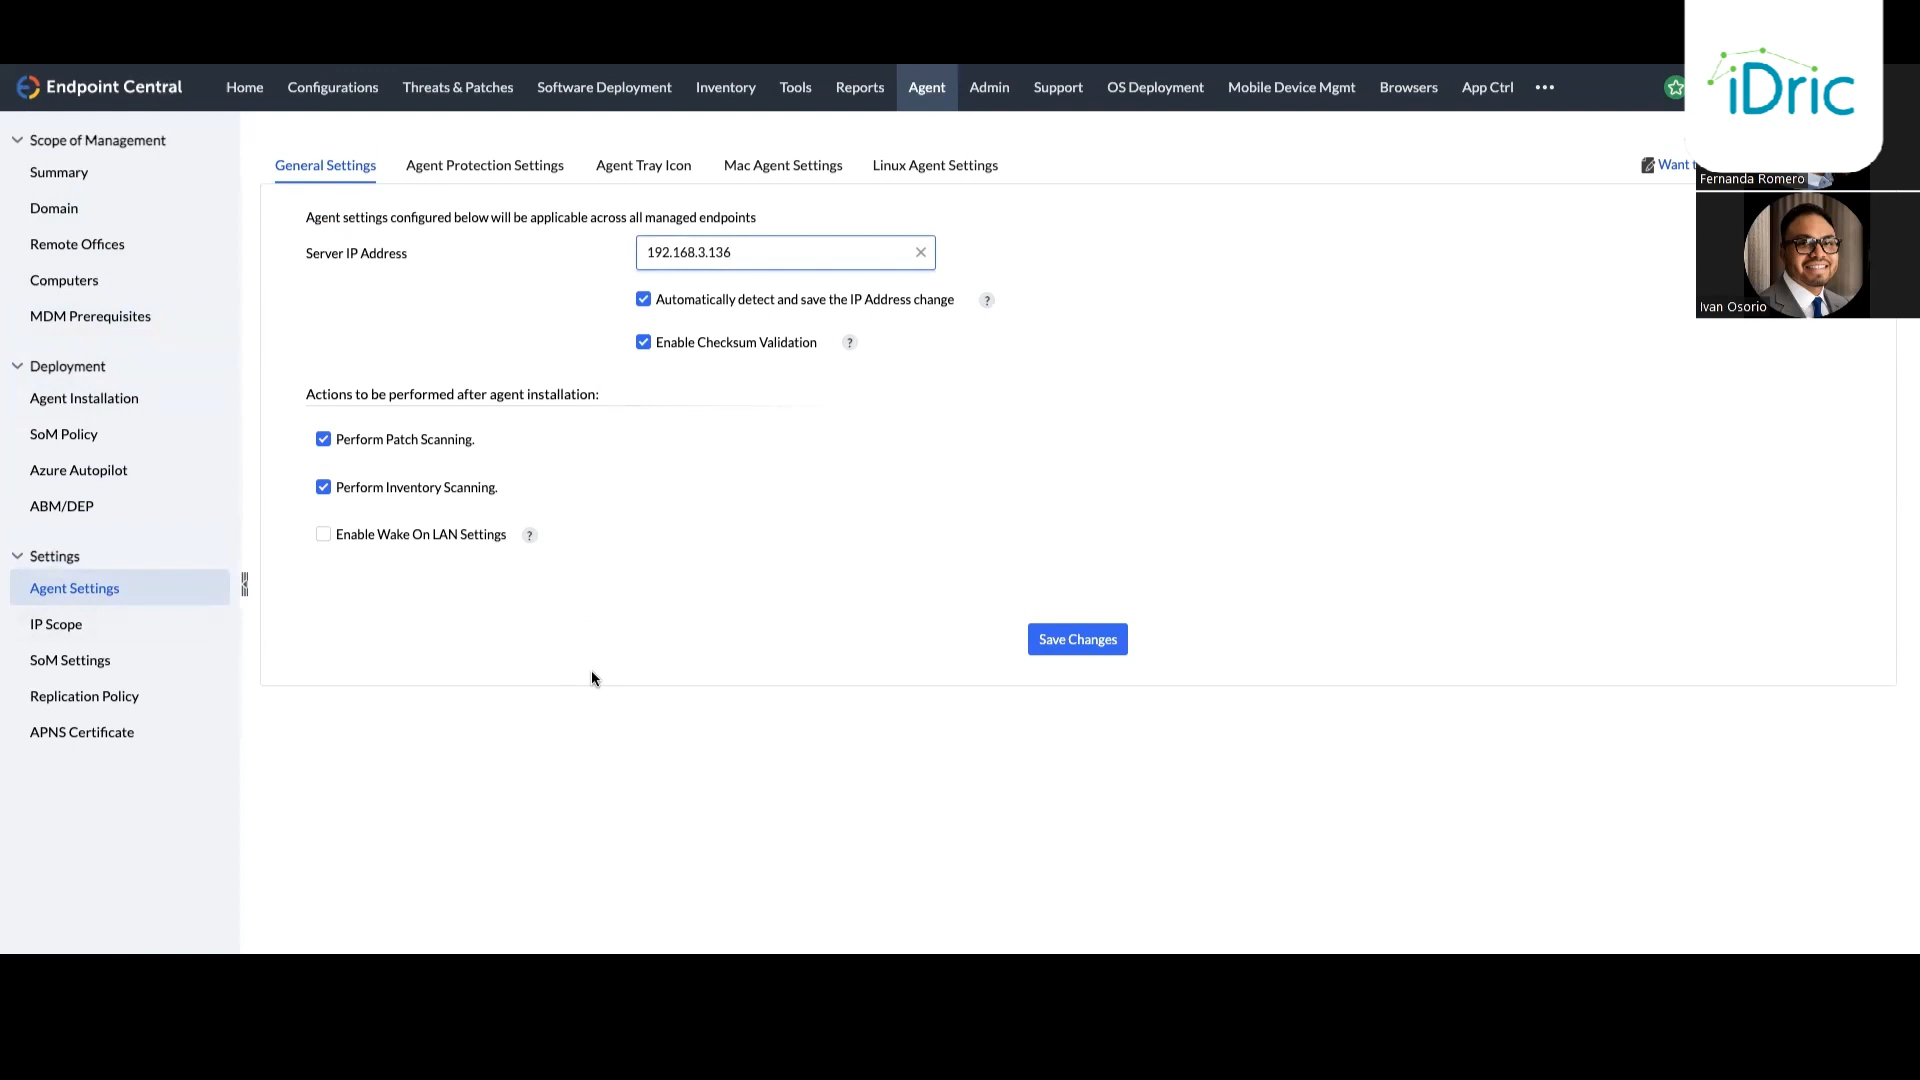 Endpoint Central
Home Configurations Threats & Patches Software Deployment Inventory Tools Reports Agent Admin Support OS Deployment Mobile Device Mgmt Browsers App Ctrl •••
iDric
Fernanda Romero
Ivan Osorio
Scope of Management
Summary
Domain
Remote Offices
Computers
MDM Prerequisites
Deployment
Agent Installation
SoM Policy
Azure Autopilot
ABM/DEP
Settings
Agent Settings
IP Scope
SoM Settings
Replication Policy
APNS Certificate
General Settings Agent Protection Settings Agent Tray Icon Mac Agent Settings Linux Agent Settings
Want
Agent settings configured below will be applicable across all managed endpoints
Server IP Address 192.168.3.136
Automatically detect and save the IP Address change ?
Enable Checksum Validation ?
Actions to be performed after agent installation:
Perform Patch Scanning.
Perform Inventory Scanning.
Enable Wake On LAN Settings ?
Save Changes